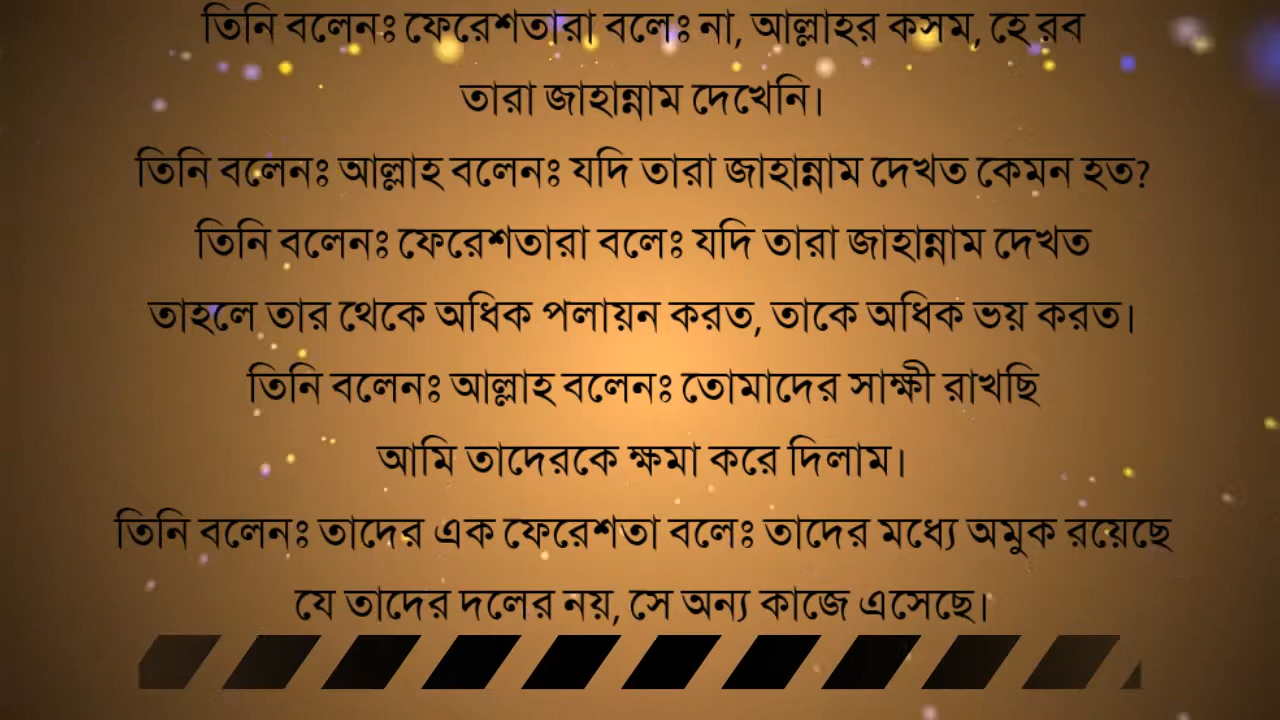 তিনি বলেনঃ ফেরেশতারা বলেঃ না, আল্লাহর কসম, হে রব
তারা জাহান্নাম দেখেনি।
তিনি বলেনঃ আল্লাহ বলেনঃ যদি তারা জাহান্নাম দেখত কেমন হত?
তিনি বলেনঃ ফেরেশতারা বলেঃ যদি তারা জাহান্নাম দেখত
তাহলে তার থেকে অধিক পলায়ন করত, তাকে অধিক ভয় করত।
তিনি বলেনঃ আল্লাহ বলেনঃ তোমাদের সাক্ষী রাখছি
আমি তাদেরকে ক্ষমা করে দিলাম।
তিনি বলেনঃ তাদের এক ফেরেশতা বলেঃ তাদের মধ্যে অমুক রয়েছে
যে তাদের দলের নয়, সে অন্য কাজে এসেছে।